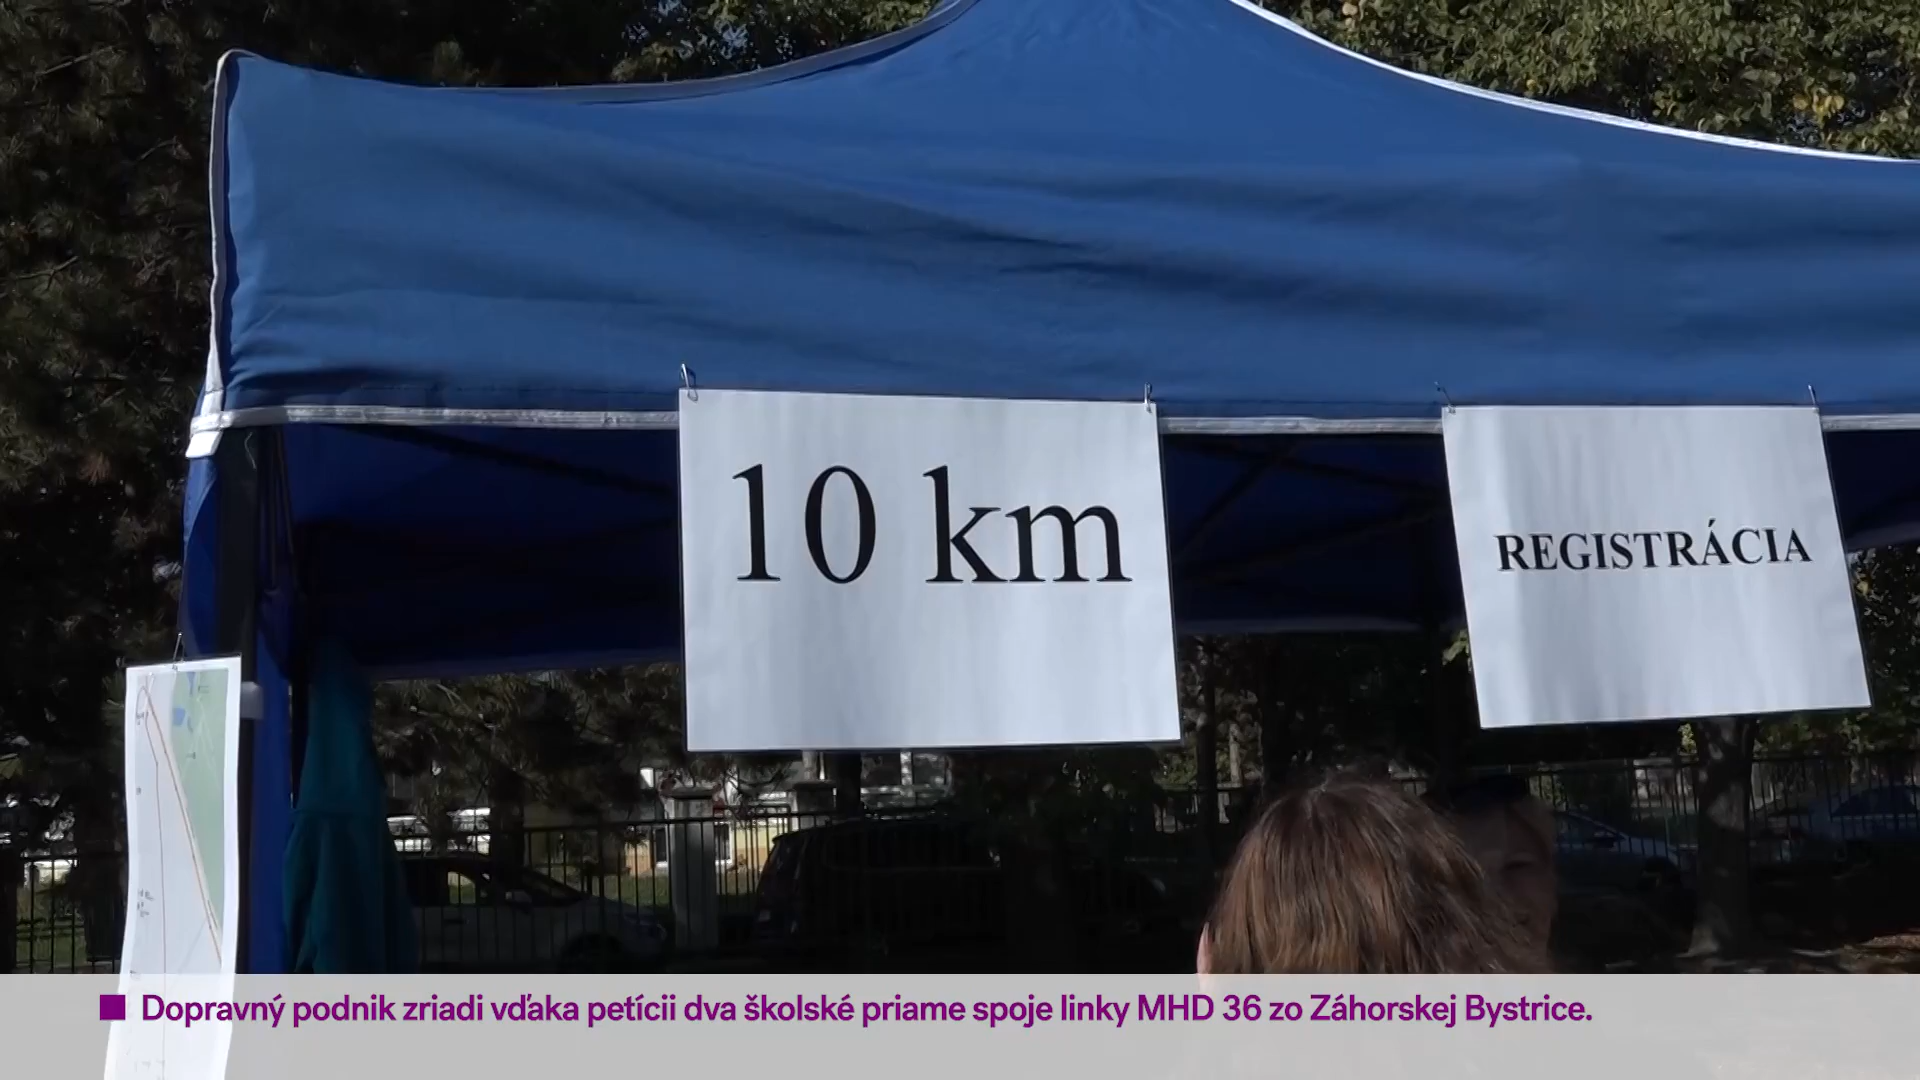 10 km
REGISTRÁCIA
Dopravný podnik zriadi vďaka petícii dva školské priame spoje linky MHD 36 zo Záhorskej Bystrice.